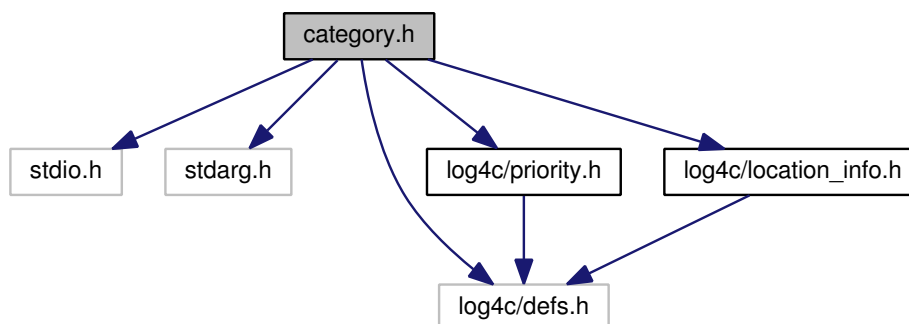 category.h
stdio.h
stdarg.h
log4c/priority.h
log4c/location_info.h
log4c/defs.h